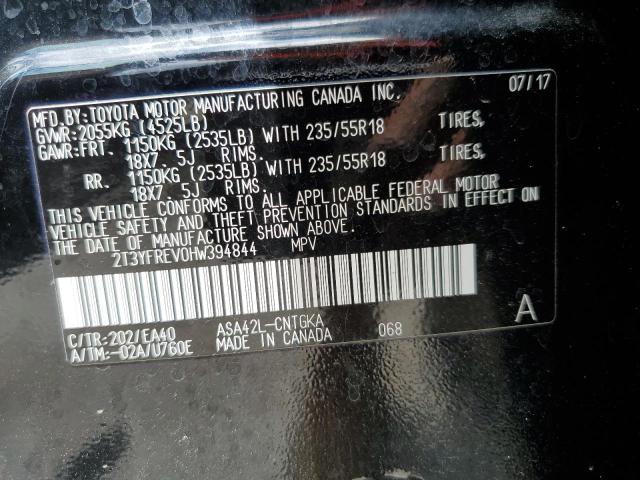 MFD.BY:TOYOTA MOTOR MANUFACTURING CANADA INC. 07/17
GVWR:2055KG (4525LB)
GAWR:FRT. 1150KG (2535LB) WITH 235/55R18 TIRES,
18X7.5J RIMS.
RR. 1150KG (2535LB) WITH 235/55R18 TIRES,
18X7.5J RIMS.
THIS VEHICLE CONFORMS TO ALL APPLICABLE FEDERAL MOTOR
VEHICLE SAFETY AND THEFT PREVENTION STANDARDS IN EFFECT ON
THE DATE OF MANUFACTURE SHOWN ABOVE.
2T3YFREV0HW394844 MPV
C/TR:202/EA40 ASA42L-CNTGKA 068 A
A/TM:-02A/U760E MADE IN CANADA